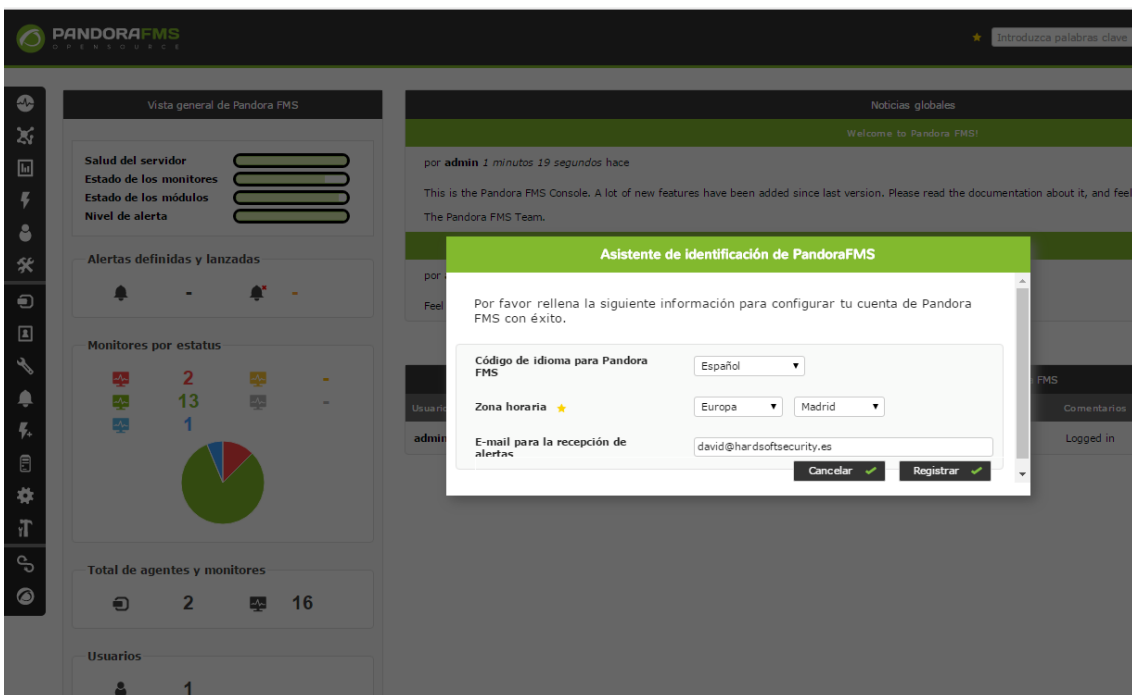 PANDORAFMS
OPENSOURCE
Introduzca palabras clave
Vista general de Pandora FMS
Salud del servidor
Estado de los monitores
Estado de los módulos
Nivel de alerta
Alertas definidas y lanzadas
-
-
Monitores por estatus
2
-
13
-
1
Total de agentes y monitores
2
16
Usuarios
1
Noticias globales
Welcome to Pandora FMS!
por admin 1 minutos 19 segundos hace
This is the Pandora FMS Console. A lot of new features have been added since last version. Please read the documentation about it, and feel
The Pandora FMS Team.
por
Feel
FMS
Usuario
Comentarios
admin
Logged in
Asistente de identificación de PandoraFMS
Por favor rellena la siguiente información para configurar tu cuenta de Pandora
FMS con éxito.
Código de idioma para Pandora
FMS
Español
Zona horaria
Europa
Madrid
E-mail para la recepción de
alertas
david@hardsoftsecurity.es
Cancelar
Registrar